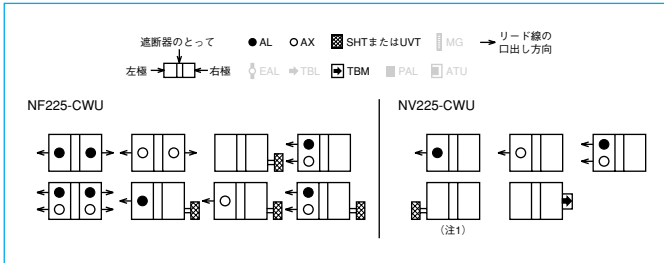 遮断器のとって
左極 右極
AL AX SHTまたはUVT MG リード線の
口出し方向
EAL TBL TBM PAL ATU
NF225-CWU
NV225-CWU
(注1)